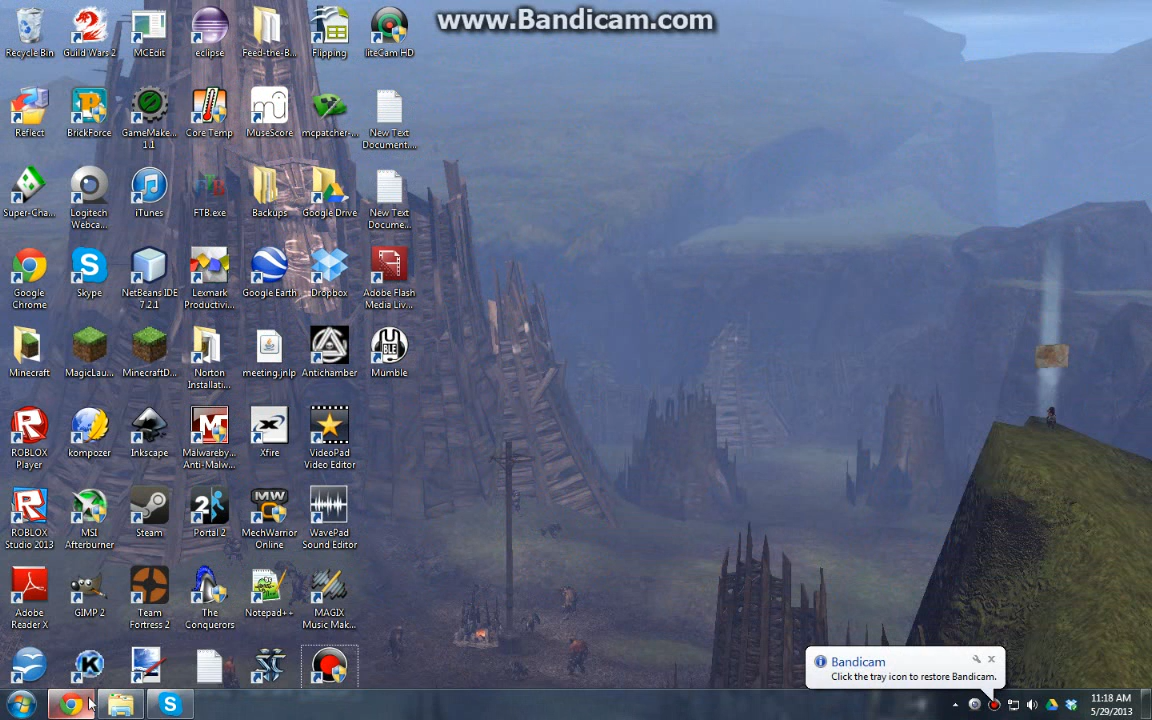 www.Bandicam.com
Recycle Bin
Guild Wars 2
MCEdit
eclipse
Feed-the-B...
Flipping
liteCam HD
Reflect
BrickForce
GameMake...
1.1
Core Temp
MuseScore
mcpatcher-...
New Text
Document....
Super-Cha...
Logitech
Webca...
iTunes
FTB.exe
Backups
Google Drive
New Text
Docume...
Google
Chrome
Skype
NetBeans IDE
7.2.1
Lexmark
Productivi...
Google Earth
Dropbox
Adobe Flash
Media Liv...
Minecraft
MagicLau...
MinecraftD...
Norton
Installati...
meeting.jnlp
Antichamber
Mumble
ROBLOX
Player
kompozer
Inkscape
Malwareby...
Anti-Malw...
Xfire
VideoPad
Video Editor
ROBLOX
Studio 2013
MSI
Afterburner
Steam
Portal 2
MechWarrior
Online
WavePad
Sound Editor
Adobe
Reader X
GIMP 2
Team
Fortress 2
The
Conquerors
Notepad++
MAGIX
Music Mak...
Bandicam
Click the tray icon to restore Bandicam.
11:18 AM
5/29/2013